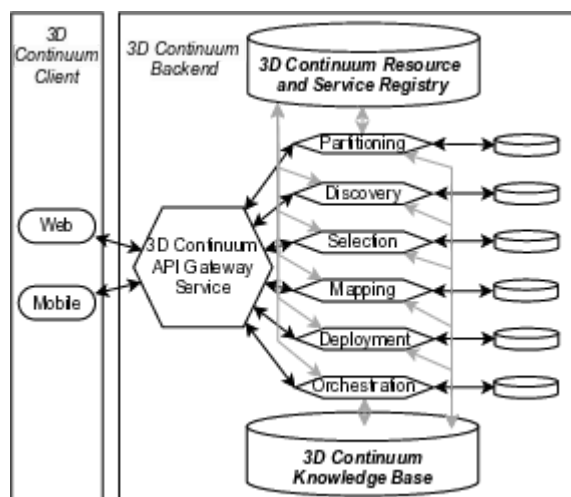 3D
Continuum
Client
3D Continuum
Backend
3D Continuum Resource
and Service Registry
Partitioning
Discovery
Selection
Mapping
Deployment
Orchestration
Web
Mobile
3D Continuum
API Gateway
Service
3D Continuum
Knowledge Base